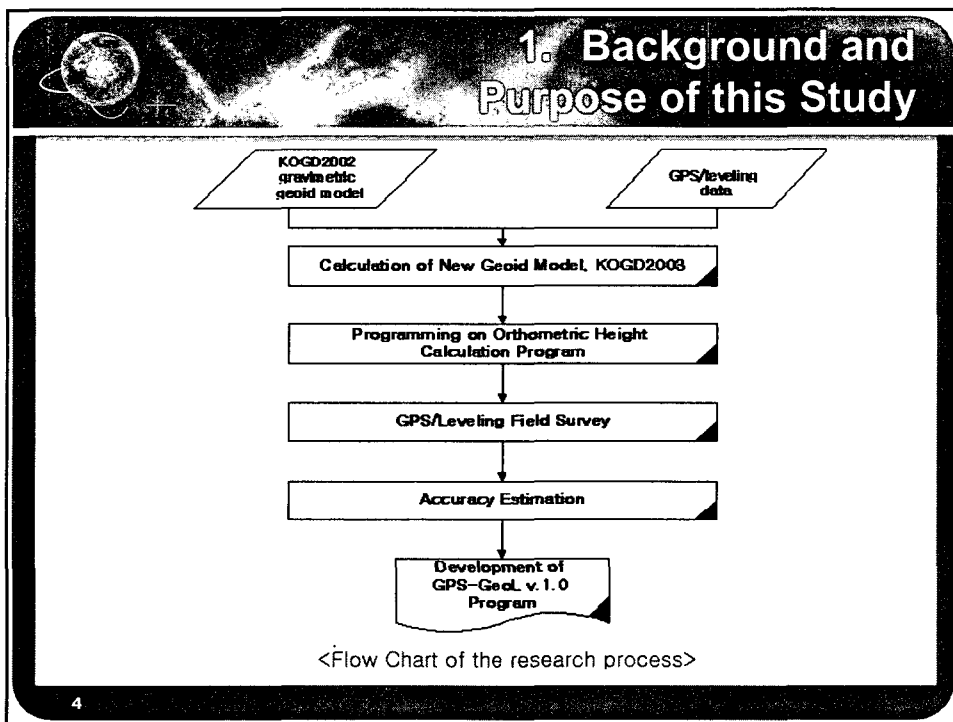 1. Background and
Purpose of this Study
KOGD2002
gravimetric
geoid model
GPS/leveling
data
Calculation of New Geoid Model, KOGD2003
Programming on Orthometric Height
Calculation Program
GPS/Leveling Field Survey
Accuracy Estimation
Development of
GPS-GeoL v.1.0
Program
<Flow Chart of the research process>
4